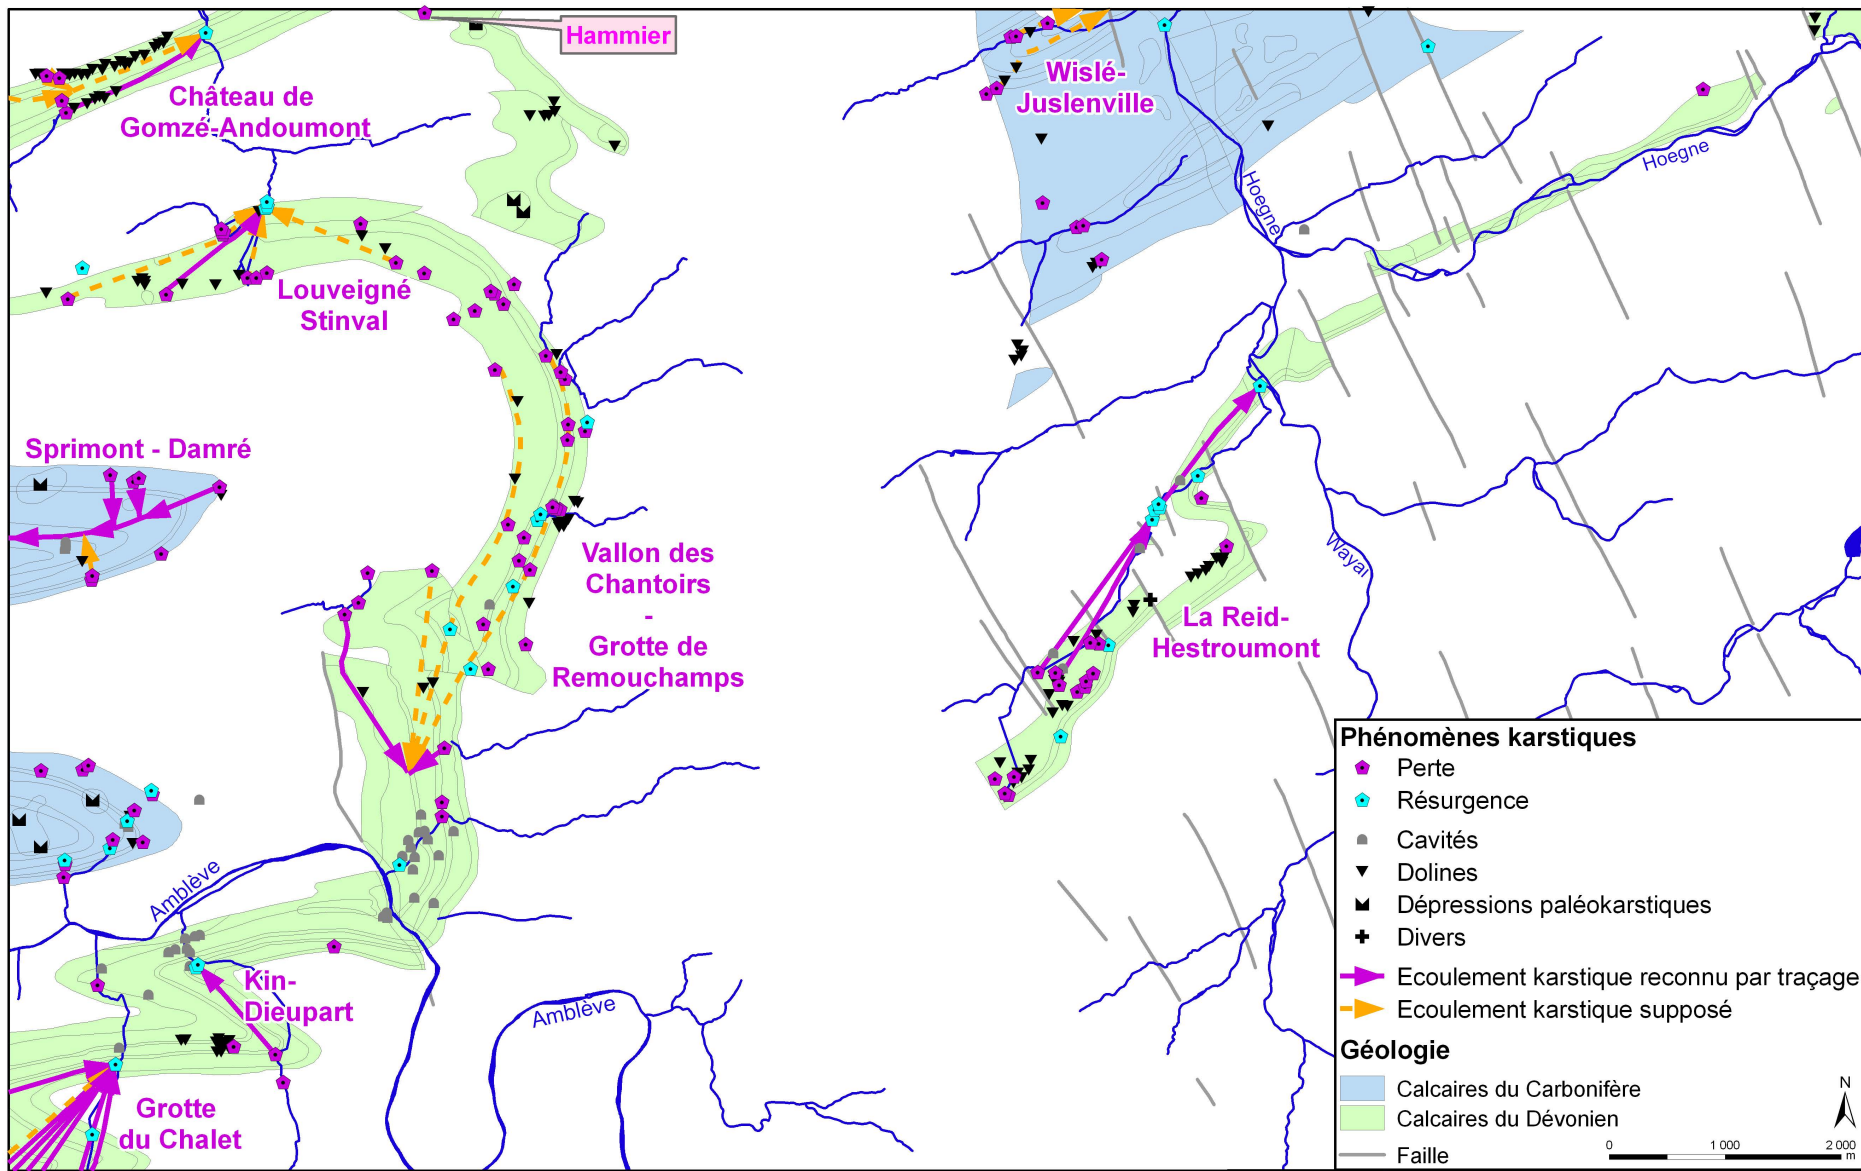 Hammier
Château de
Gomzé-Andoumont
Wislé-
Juslenville
Hoegne
Hoegne
Louveigné
Stinval
Sprimont - Damré
Vallon des
Chantoirs
-
Grotte de
Remouchamps
Wayai
La Reid-
Hestroumont
Amblève
Kin-
Dieupart
Amblève
Grotte
du Chalet
Phénomènes karstiques
Perte
Résurgence
Cavités
Dolines
Dépressions paléokarstiques
Divers
Ecoulement karstique reconnu par traçage
Ecoulement karstique supposé
Géologie
Calcaires du Carbonifère
Calcaires du Dévonien
Faille
N
0 1 000 2 000
m